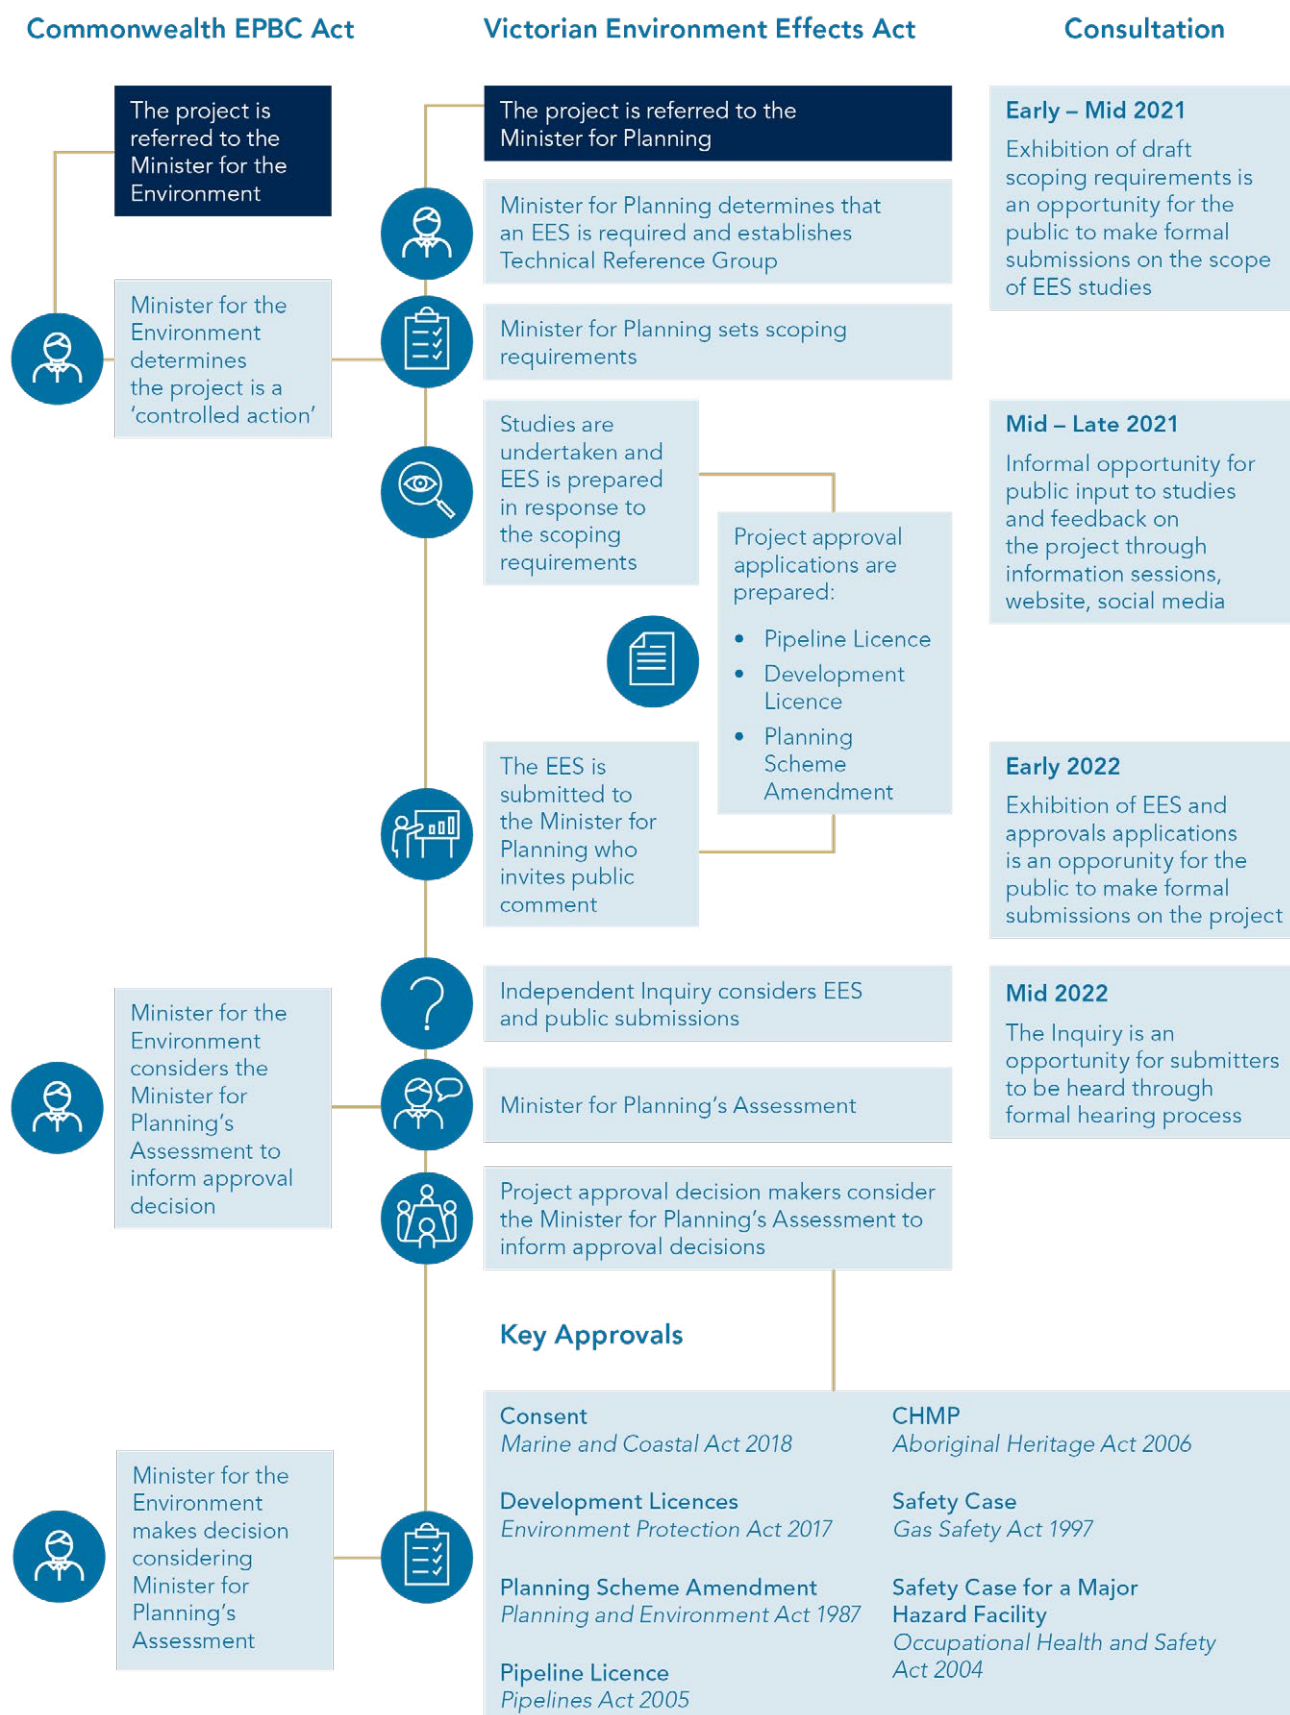 Commonwealth EPBC Act
The project is
referred to the
Minister for the
Environment
Minister for the
Environment
determines
the project is a
‘controlled action’
Minister for the
Environment
considers the
Minister for
Planning’s
Assessment to
inform approval
decision
Minister for the
Environment
makes decision
considering
Minister for
Planning’s
Assessment
Victorian Environment Effects Act
The project is referred to the
Minister for Planning
Minister for Planning determines that
an EES is required and establishes
Technical Reference Group
Minister for Planning sets scoping
requirements
Studies are
undertaken and
EES is prepared
in response to
the scoping
requirements
Project approval
applications are
prepared:
• Pipeline Licence
• Development
Licence
• Planning
Scheme
Amendment
The EES is
submitted to
the Minister for
Planning who
invites public
comment
?
Independent Inquiry considers EES
and public submissions
Minister for Planning’s Assessment
Project approval decision makers consider
the Minister for Planning’s Assessment to
inform approval decisions
Key Approvals
Consent
Marine and Coastal Act 2018
Development Licences
Environment Protection Act 2017
Planning Scheme Amendment
Planning and Environment Act 1987
Pipeline Licence
Pipelines Act 2005
CHMP
Aboriginal Heritage Act 2006
Safety Case
Gas Safety Act 1997
Safety Case for a Major
Hazard Facility
Occupational Health and Safety
Act 2004
Consultation
Early – Mid 2021
Exhibition of draft
scoping requirements is
an opportunity for the
public to make formal
submissions on the scope
of EES studies
Mid – Late 2021
Informal opportunity for
public input to studies
and feedback on
the project through
information sessions,
website, social media
Early 2022
Exhibition of EES and
approvals applications
is an opporunity for the
public to make formal
submissions on the project
Mid 2022
The Inquiry is an
opportunity for submitters
to be heard through
formal hearing process